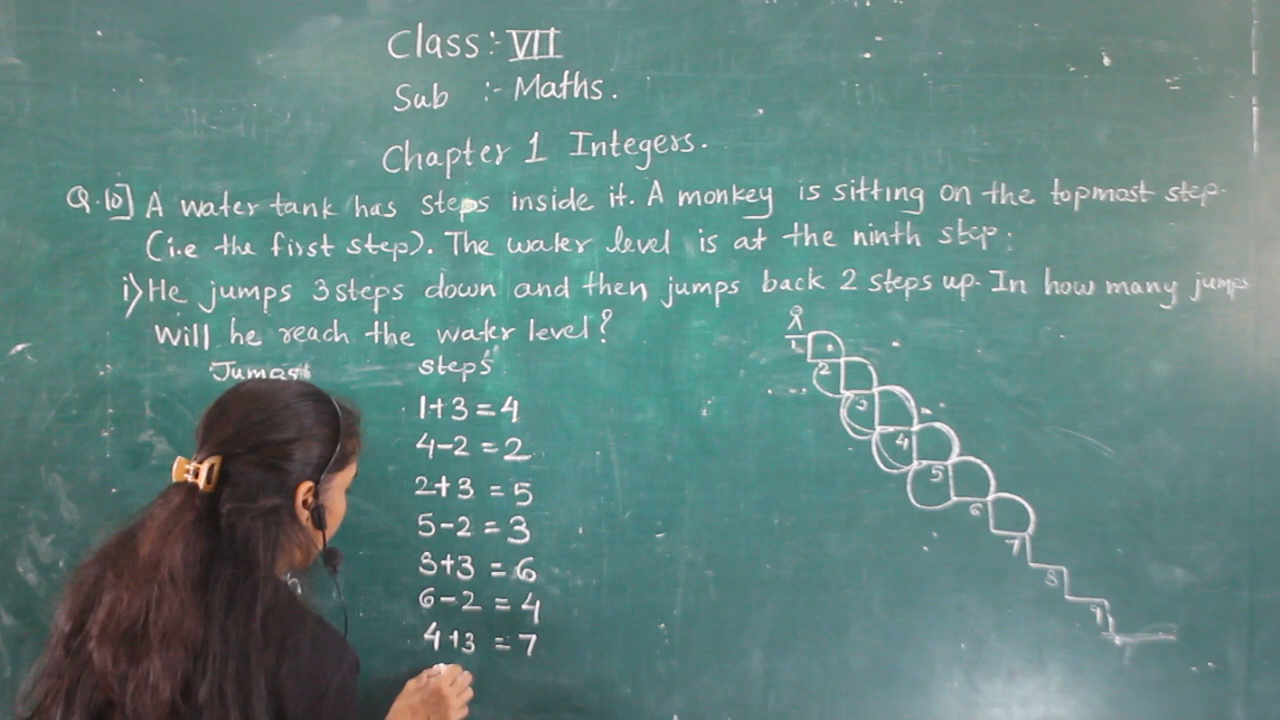 Class :- VII
Sub :- Maths.
Chapter 1 Integers.
Q.10] A water tank has steps inside it. A monkey is sitting on the topmost step.
(i.e the first step). The water level is at the ninth step.
i) He jumps 3 steps down and then jumps back 2 steps up. In how many jumps
Will he reach the water level?
steps
1+3 = 4
4-2 = 2
2+3 = 5
5-2 = 3
3+3 = 6
6-2 = 4
4+3 = 7
1
2
3
4
5
6
7
8
9